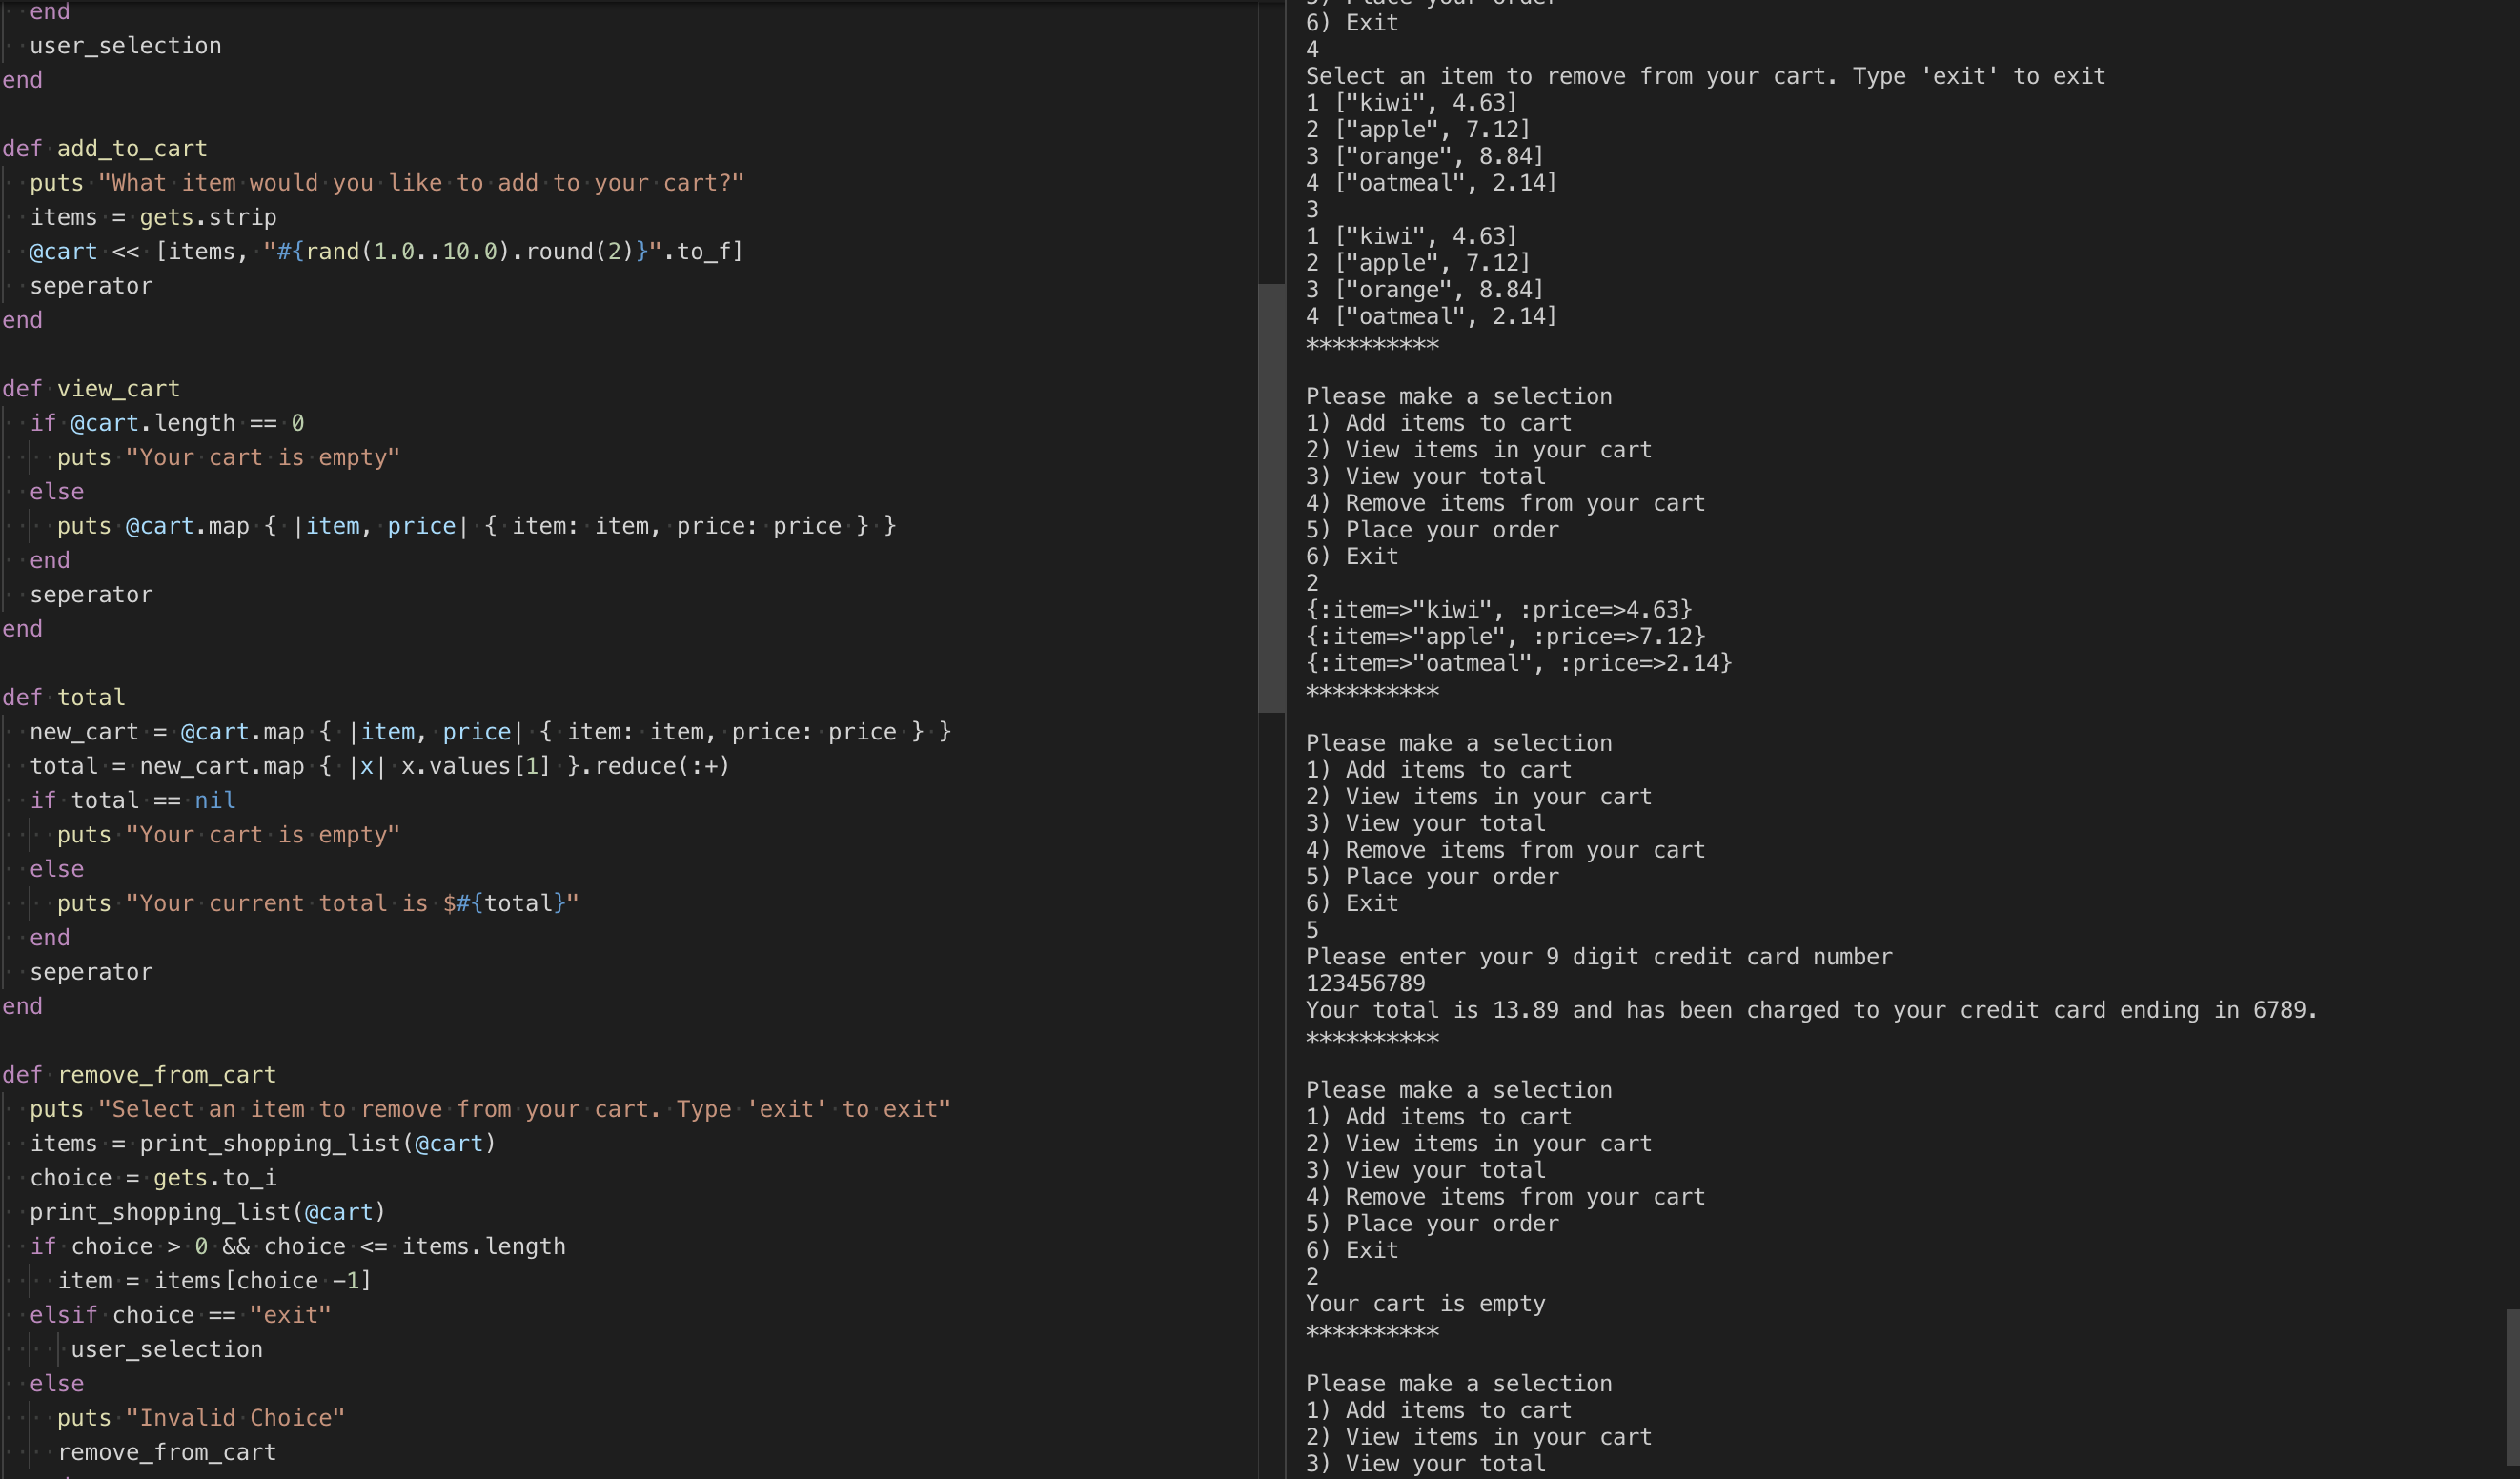 end
  user_selection
end

def add_to_cart
  puts "What item would you like to add to your cart?"
  items = gets.strip
  @cart << [items, "#{rand(1.0..10.0).round(2)}".to_f]
  seperator
end

def view_cart
  if @cart.length == 0
    puts "Your cart is empty"
  else
    puts @cart.map { |item, price| { item: item, price: price } }
  end
  seperator
end

def total
  new_cart = @cart.map { |item, price| { item: item, price: price } }
  total = new_cart.map { |x| x.values[1] }.reduce(:+)
  if total == nil
    puts "Your cart is empty"
  else
    puts "Your current total is $#{total}"
  end
  seperator
end

def remove_from_cart
  puts "Select an item to remove from your cart. Type 'exit' to exit"
  items = print_shopping_list(@cart)
  choice = gets.to_i
  print_shopping_list(@cart)
  if choice > 0 && choice <= items.length
    item = items[choice -1]
  elsif choice == "exit"
     user_selection
  else
    puts "Invalid Choice"
    remove_from_cart
5) Place your order
6) Exit
4
Select an item to remove from your cart. Type 'exit' to exit
1 ["kiwi", 4.63]
2 ["apple", 7.12]
3 ["orange", 8.84]
4 ["oatmeal", 2.14]
3
1 ["kiwi", 4.63]
2 ["apple", 7.12]
3 ["orange", 8.84]
4 ["oatmeal", 2.14]
**********

Please make a selection
1) Add items to cart
2) View items in your cart
3) View your total
4) Remove items from your cart
5) Place your order
6) Exit
2
{:item=>"kiwi", :price=>4.63}
{:item=>"apple", :price=>7.12}
{:item=>"oatmeal", :price=>2.14}
**********

Please make a selection
1) Add items to cart
2) View items in your cart
3) View your total
4) Remove items from your cart
5) Place your order
6) Exit
5
Please enter your 9 digit credit card number
123456789
Your total is 13.89 and has been charged to your credit card ending in 6789.
**********

Please make a selection
1) Add items to cart
2) View items in your cart
3) View your total
4) Remove items from your cart
5) Place your order
6) Exit
2
Your cart is empty
**********

Please make a selection
1) Add items to cart
2) View items in your cart
3) View your total